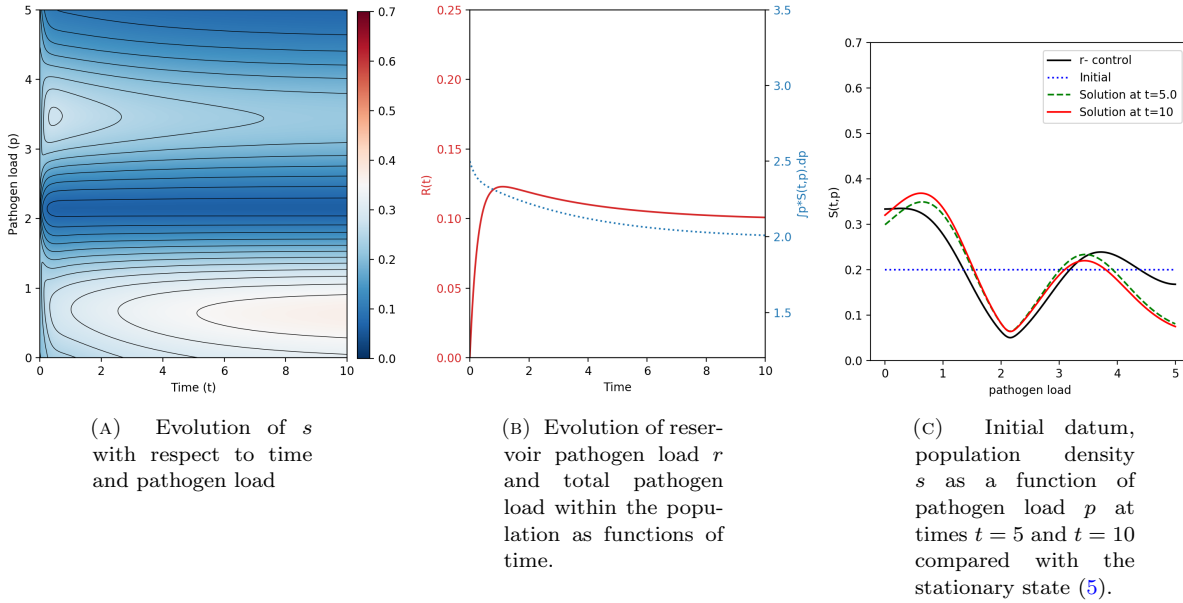 5
4
3
2
1
0
Pathogen load (p)
0
2
4
6
8
10
Time (t)
0.7
0.6
0.5
0.4
0.3
0.2
0.1
0.0
0.25
0.20
0.15
0.10
0.05
0.00
R(t)
0
2
4
6
8
10
Time
3.5
3.0
2.5
2.0
1.5
∫p*S(t,p).dp
0.7
0.6
0.5
0.4
0.3
0.2
0.1
0.0
S(t,p)
0
1
2
3
4
5
pathogen load
r- control
Initial
Solution at t=5.0
Solution at t=10
(A) Evolution of s
with respect to time
and pathogen load
(B) Evolution of reser-
voir pathogen load r
and total pathogen
load within the popu-
lation as functions of
time.
(C) Initial datum,
population density
s as a function of
pathogen load p at
times t = 5 and t = 10
compared with the
stationary state (5).